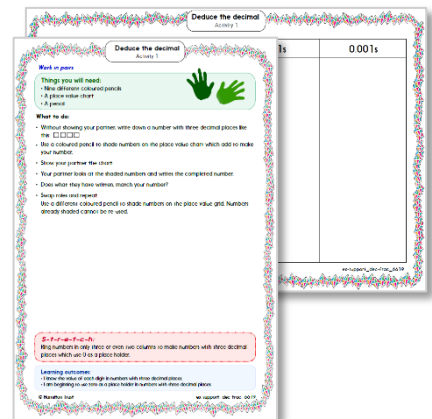 Deduce the decimal
Activity 1
1s
0.001s
ex-support_dec-frac_6619
Deduce the decimal
Activity 1
Work in pairs
Things you will need:
• Nine different coloured pencils
• A place value chart
• A pencil
What to do:
• Without showing your partner, write down a number with three decimal places like
this
• Use a coloured pencil to shade numbers on the place value chart which add to make
your number.
• Show your partner the chart
• Your partner looks at the shaded numbers and writes the completed number.
• Does what they have written, match your number?
• Swap roles and repeat
Use a different coloured pencil to shade numbers on the place value grid. Numbers
already shaded cannot be re used.
S-t-r-e-t-c-h:
Ring numbers in only three or even two columns to make numbers with three decimal
places which use 0 as a place holder.
Learning outcomes:
• I know the value of each digit in numbers with three decimal places.
• I am beginning to use zero as a place holder in numbers with three decimal places.
© Hamilton Trust
ex-support_dec-frac_6619